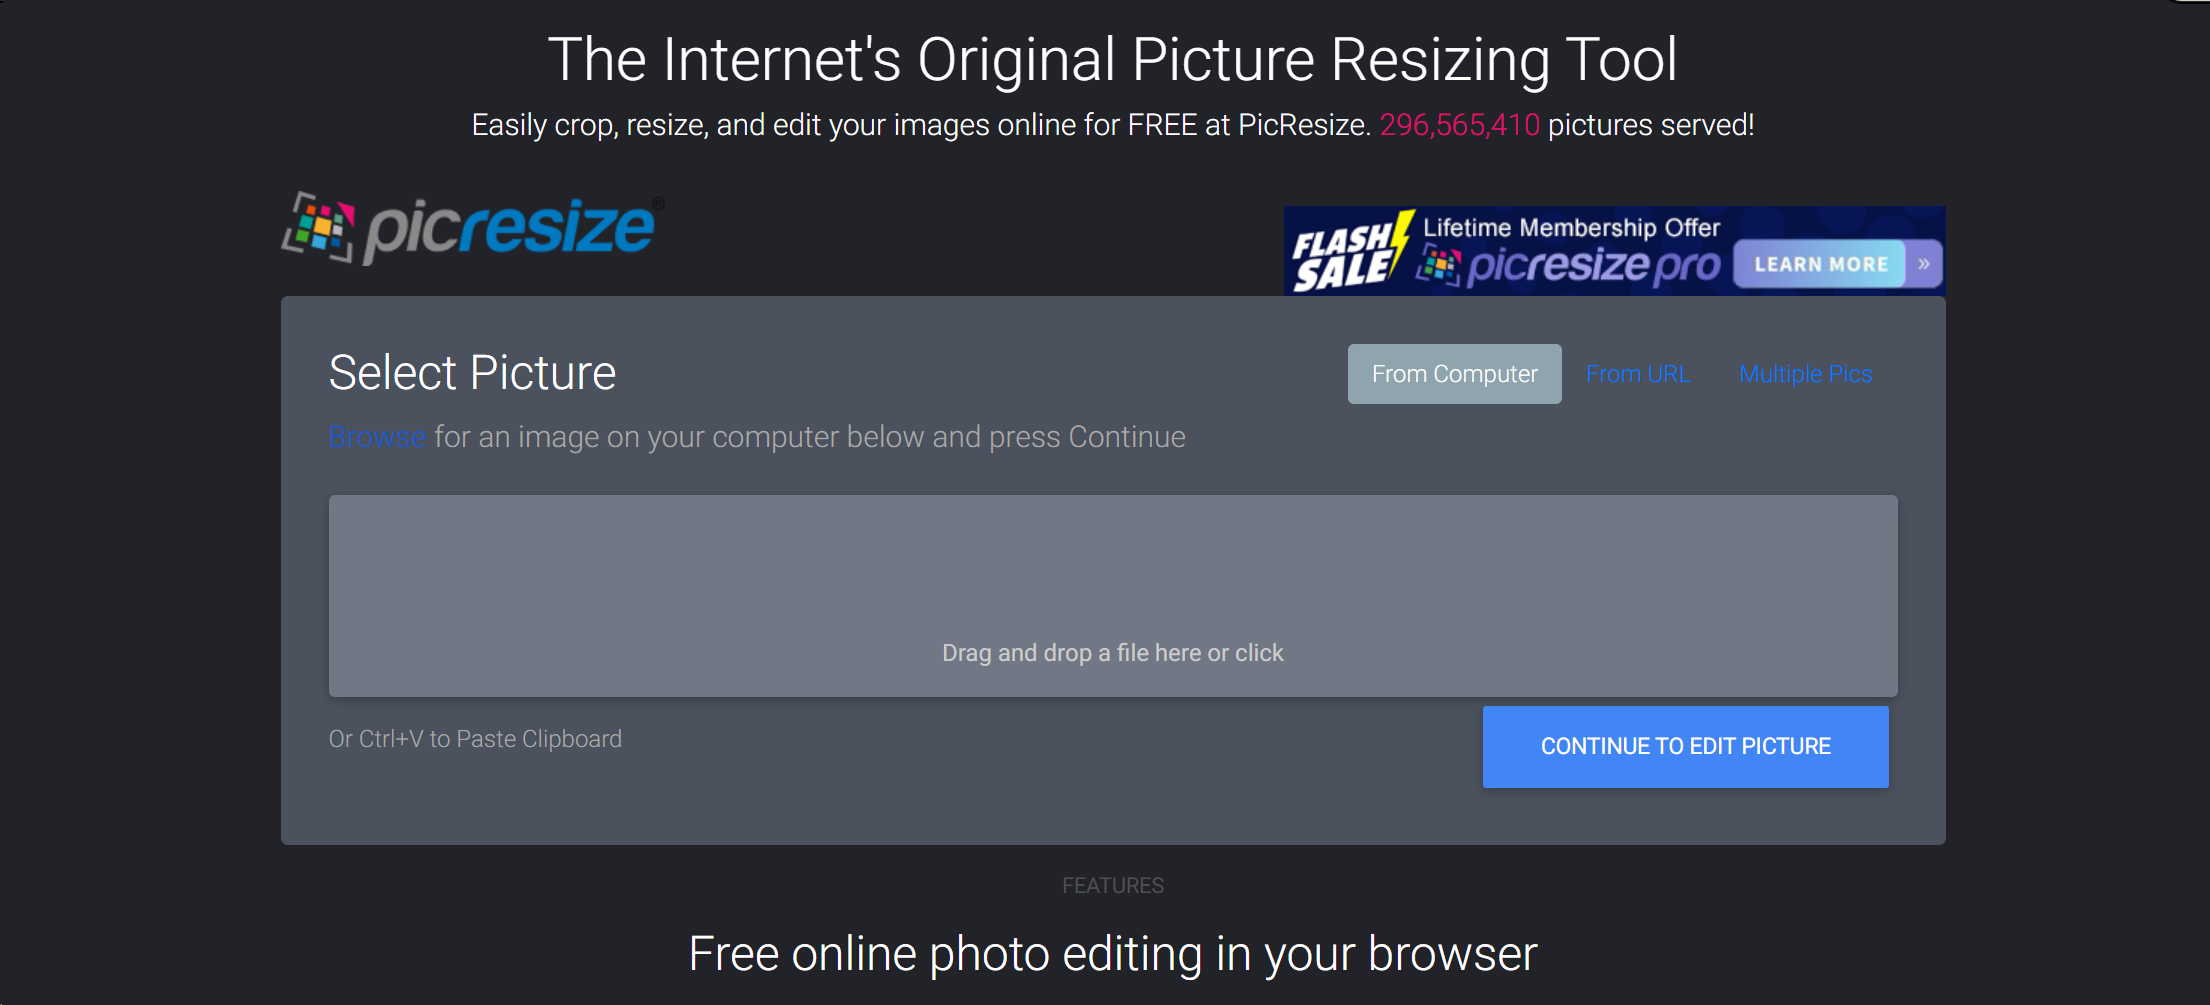 The Internet's Original Picture Resizing Tool
Easily crop, resize, and edit your images online for FREE at PicResize. 296,565,410 pictures served!
picresize®
FLASH SALE
Lifetime Membership Offer
picresize pro
LEARN MORE »
Select Picture
From Computer From URL Multiple Pics
Browse for an image on your computer below and press Continue
Drag and drop a file here or click
Or Ctrl+V to Paste Clipboard
CONTINUE TO EDIT PICTURE
FEATURES
Free online photo editing in your browser